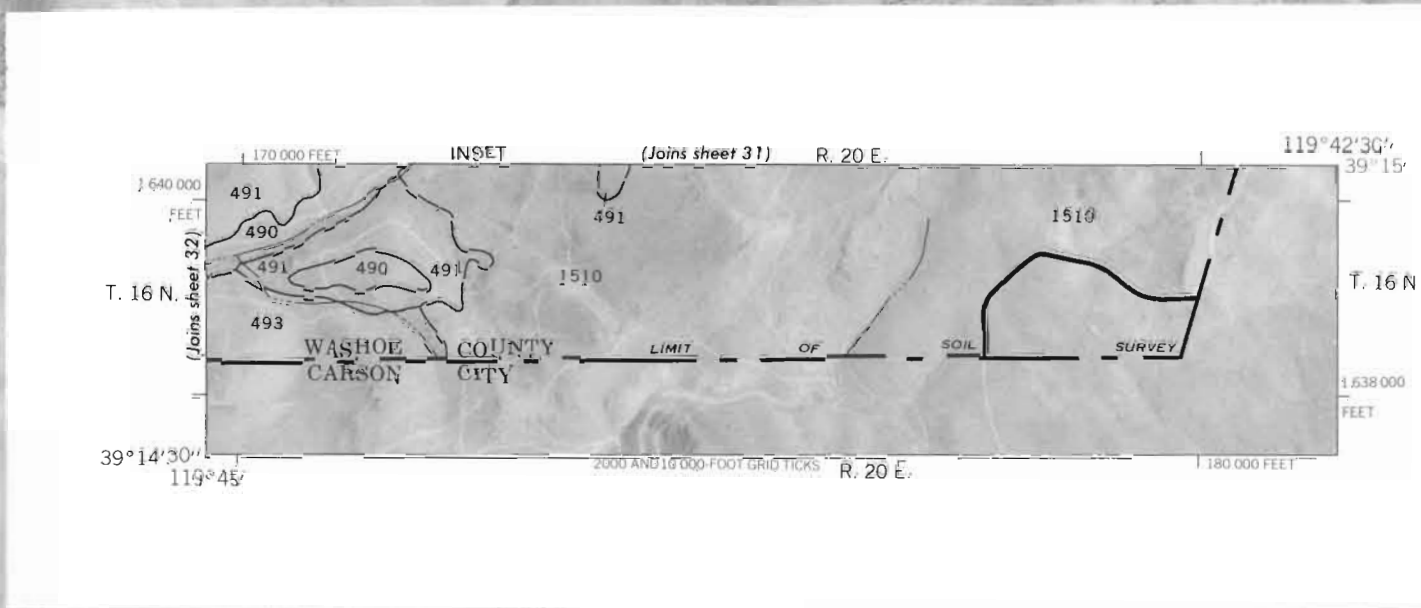 170 000 FEET INSET (Joins sheet 31) R. 20 E. 119°42'30"
39°15'
1 640 000
FEET
491
491
1510
490
(Joins sheet 32)
491 490 491 1510
T. 16 N. T. 16 N
493
WASHOE COUNTY LIMIT OF SOIL SURVEY
CARSON CITY
1 638 000
FEET
39°14'30"
119°45'
2000 AND 10 000-FOOT GRID TICKS R. 20 E. 180 000 FEET